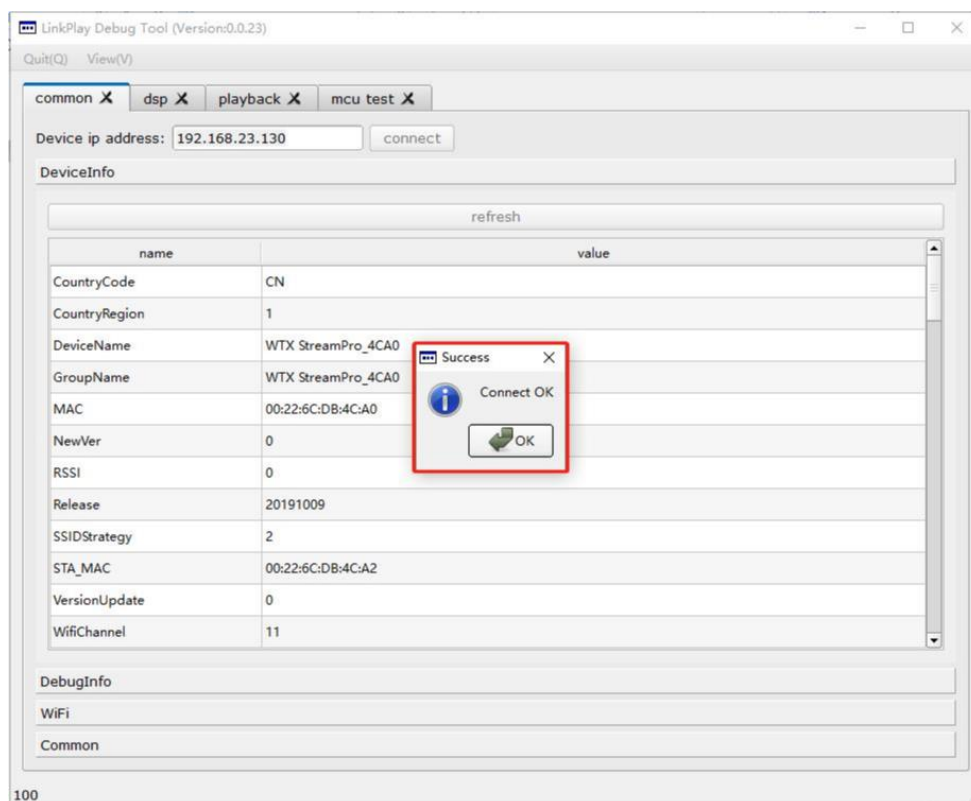 LinkPlay Debug Tool (Version:0.0.23)
Quit(Q) View(V)
common dsp playback mcu test
Device ip address: 192.168.23.130 connect
DeviceInfo
refresh
name value
CountryCode CN
CountryRegion 1
DeviceName WTX StreamPro_4CA0
GroupName WTX StreamPro_4CA0
MAC 00:22:6C:DB:4C:A0
NewVer 0
RSSI 0
Release 20191009
SSIDStrategy 2
STA_MAC 00:22:6C:DB:4C:A2
VersionUpdate 0
WifiChannel 11
Success
Connect OK
OK
DebugInfo
WiFi
Common
100